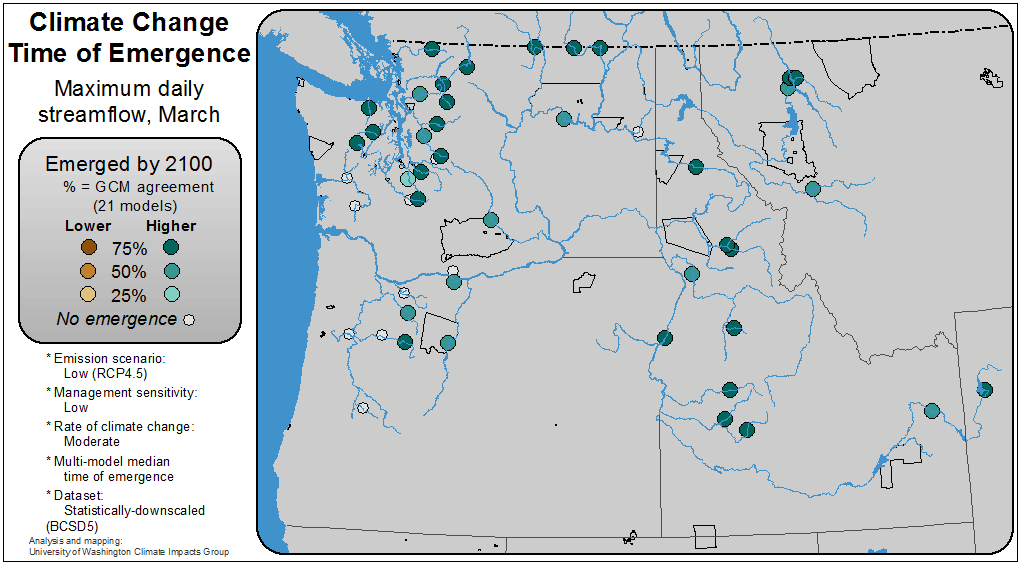 Climate Change
Time of Emergence
Maximum daily
streamflow, March
Emerged by 2100
% = GCM agreement
(21 models)
Lower Higher
75%
50%
25%
No emergence
* Emission scenario:
Low (RCP4.5)
* Management sensitivity:
Low
* Rate of climate change:
Moderate
* Multi-model median
time of emergence
* Dataset:
Statistically-downscaled
(BCSD5)
Analysis and mapping:
University of Washington Climate Impacts Group